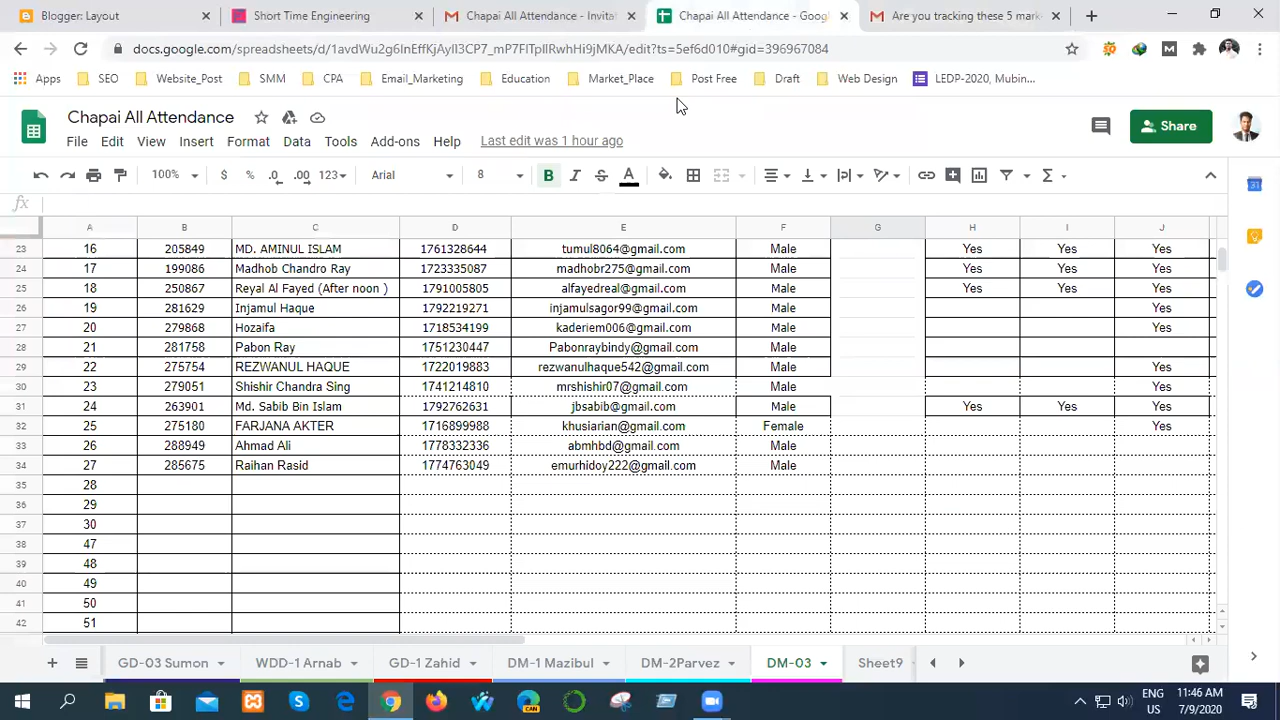 Blogger: Layout
Short Time Engineering
Chapai All Attendance - Invita
Chapai All Attendance - Goog
Are you tracking these 5 mark
docs.google.com/spreadsheets/d/1avdWu2g6InEffKjAyll3CP7_mP7FlTpllRwhHi9jMKA/edit?ts=5ef6d010#gid=396967084
Apps SEO Website_Post SMM CPA Email_Marketing Education Market_Place Post Free Draft Web Design LEDP-2020, Mubin...
Chapai All Attendance
Share
File Edit View Insert Format Data Tools Add-ons Help Last edit was 1 hour ago
100% $ % .0 .00 123 Arial 8 B I S A
fx
A B C D E F G H I J
23 16 205849 MD. AMINUL ISLAM 1761328644 tumul8064@gmail.com Male Yes Yes Yes
24 17 199086 Madhob Chandro Ray 1723335087 madhobr275@gmail.com Male Yes Yes Yes
25 18 250867 Reyal Al Fayed (After noon ) 1791005805 alfayedreal@gmail.com Male Yes Yes Yes
26 19 281629 Injamul Haque 1792219271 injamulsagor99@gmail.com Male Yes
27 20 279868 Hozaifa 1718534199 kaderiem006@gmail.com Male Yes
28 21 281758 Pabon Ray 1751230447 Pabonraybindy@gmail.com Male
29 22 275754 REZWANUL HAQUE 1722019883 rezwanulhaque542@gmail.com Male Yes
30 23 279051 Shishir Chandra Sing 1741214810 mrshishir07@gmail.com Male Yes
31 24 263901 Md. Sabib Bin Islam 1792762631 jbsabib@gmail.com Male Yes Yes Yes
32 25 275180 FARJANA AKTER 1716899988 khusiarian@gmail.com Female Yes
33 26 288949 Ahmad Ali 1778332336 abmhbd@gmail.com Male
34 27 285675 Raihan Rasid 1774763049 emurhidoy222@gmail.com Male
35 28
36 29
37 30
38 47
39 48
40 49
41 50
42 51
GD-03 Sumon WDD-1 Arnab GD-1 Zahid DM-1 Mazibul DM-2Parvez DM-03 Sheet9
ENG 11:46 AM
US 7/9/2020